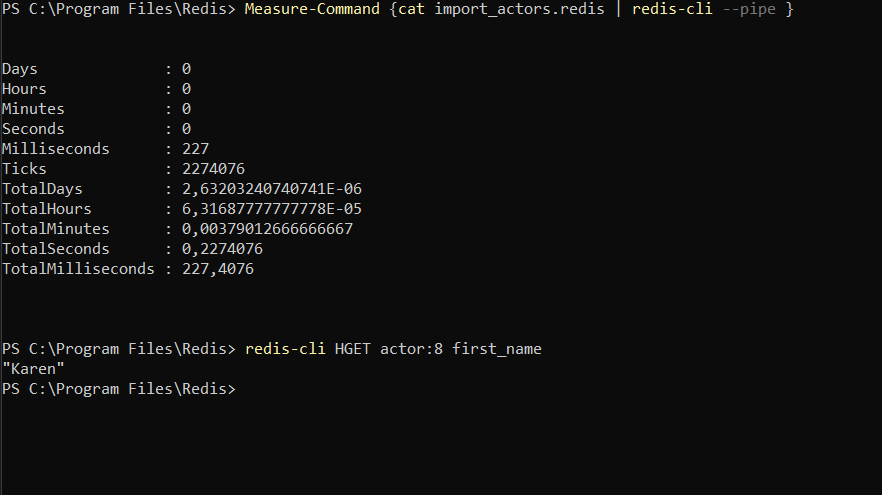 PS C:\Program Files\Redis> Measure-Command {cat import_actors.redis | redis-cli --pipe }
Days              : 0
Hours             : 0
Minutes           : 0
Seconds           : 0
Milliseconds      : 227
Ticks             : 2274076
TotalDays         : 2,63203240740741E-06
TotalHours        : 6,31687777777778E-05
TotalMinutes      : 0,00379012666666667
TotalSeconds      : 0,2274076
TotalMilliseconds : 227,4076
PS C:\Program Files\Redis> redis-cli HGET actor:8 first_name
"Karen"
PS C:\Program Files\Redis>